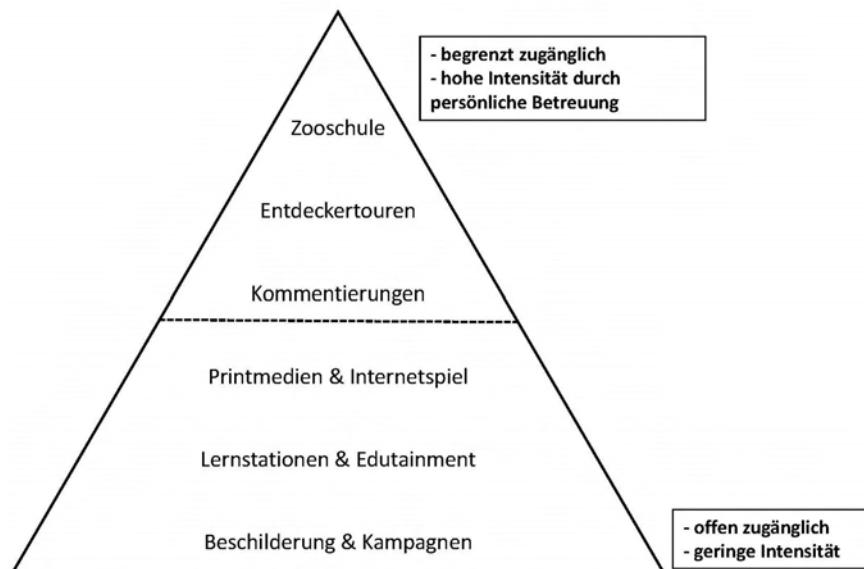 - begrenzt zugänglich
- hohe Intensität durch
persönliche Betreuung
Zooschule
Entdeckertouren
Kommentierungen
Printmedien & Internetspiel
Lernstationen & Edutainment
Beschilderung & Kampagnen
- offen zugänglich
- geringe Intensität